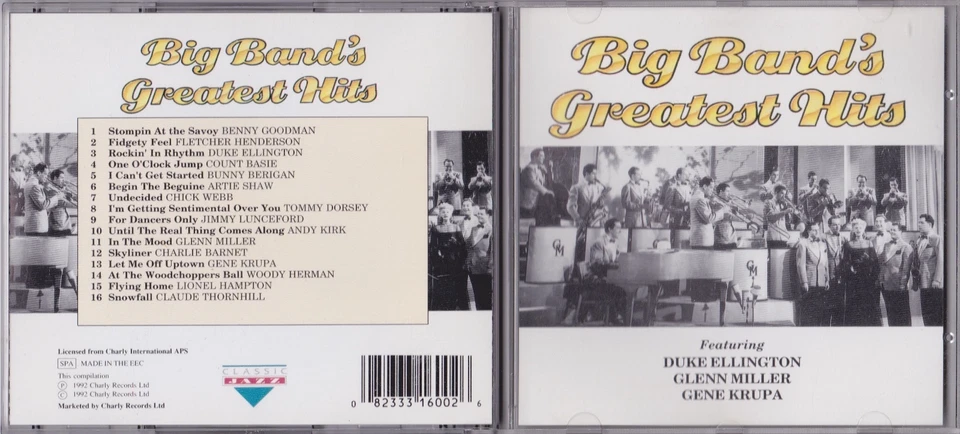 Big Band's
Greatest Hits
1 Stompin At the Savoy BENNY GOODMAN
2 Fidgety Feel FLETCHER HENDERSON
3 Rockin' In Rhythm DUKE ELLINGTON
4 One O'Clock Jump COUNT BASIE
5 I Can't Get Started BUNNY BERIGAN
6 Begin The Beguine ARTIE SHAW
7 Undecided CHICK WEBB
8 I'm Getting Sentimental Over You TOMMY DORSEY
9 For Dancers Only JIMMY LUNCEFORD
10 Until The Real Thing Comes Along ANDY KIRK
11 In The Mood GLENN MILLER
12 Skyliner CHARLIE BARNET
13 Let Me Off Uptown GENE KRUPA
14 At The Woodchoppers Ball WOODY HERMAN
15 Flying Home LIONEL HAMPTON
16 Snowfall CLAUDE THORNHILL
Licensed from Charly International APS
SPA MADE IN THE EEC
This compilation
Ⓟ 1992 Charly Records Ltd
© 1992 Charly Records Ltd
Marketed by Charly Records Ltd
CLASSIC
JAZZ
0 82333 16002 6
Big Band's
Greatest Hits
GM
GM
Featuring
DUKE ELLINGTON
GLENN MILLER
GENE KRUPA